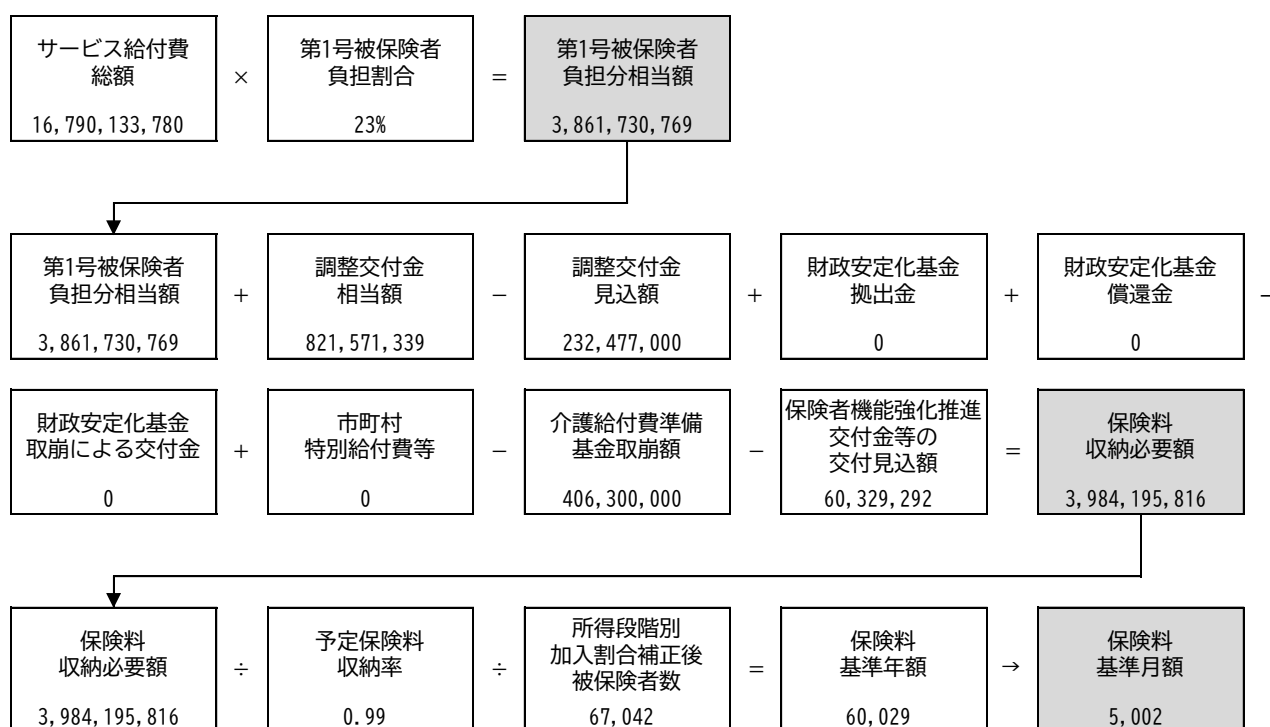 サービス給付費
総額
16,790,133,780
×
第1号被保険者
負担割合
23%
=
第1号被保険者
負担分相当額
3,861,730,769
第1号被保険者
負担分相当額
3,861,730,769
+
調整交付金
相当額
821,571,339
−
調整交付金
見込額
232,477,000
+
財政安定化基金
拠出金
0
+
財政安定化基金
償還金
0
−
財政安定化基金
取崩による交付金
0
+
市町村
特別給付費等
0
−
介護給付費準備
基金取崩額
406,300,000
−
保険者機能強化推進
交付金等の
交付見込額
60,329,292
=
保険料
収納必要額
3,984,195,816
保険料
収納必要額
3,984,195,816
÷
予定保険料
収納率
0.99
÷
所得段階別
加入割合補正後
被保険者数
67,042
=
保険料
基準年額
60,029
→
保険料
基準月額
5,002